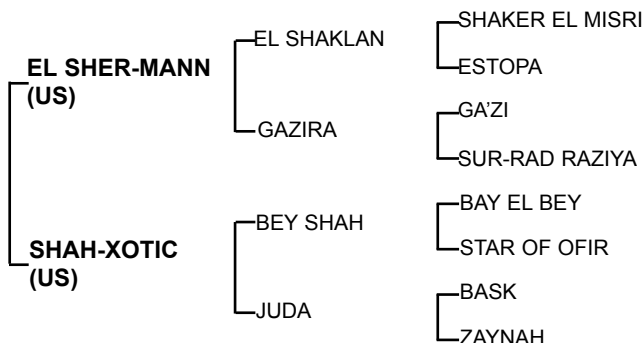 EL SHER-MANN
(US)
EL SHAKLAN
SHAKER EL MISRI
ESTOPA
GAZIRA
GA’ZI
SUR-RAD RAZIYA
SHAH-XOTIC
(US)
BEY SHAH
BAY EL BEY
STAR OF OFIR
JUDA
BASK
ZAYNAH